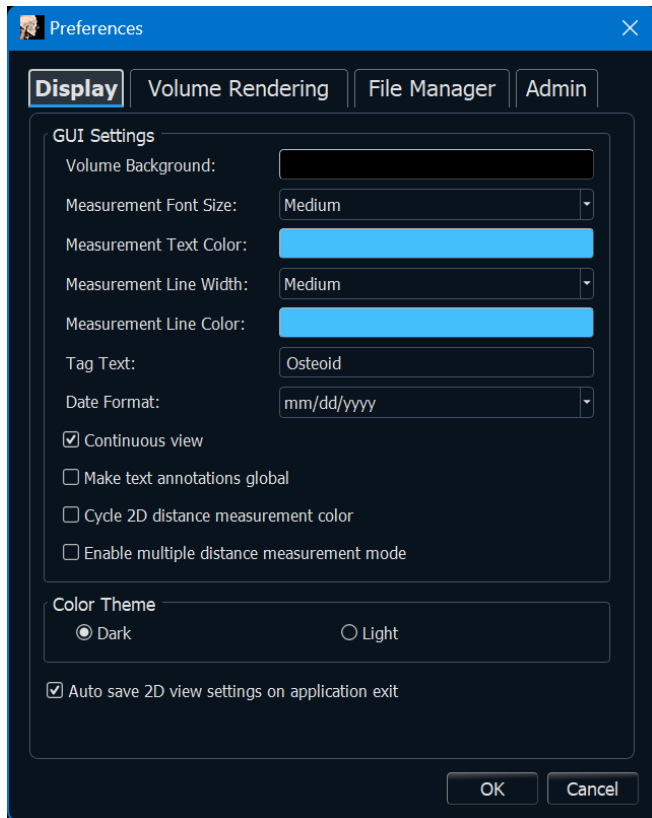 Preferences
Display Volume Rendering File Manager Admin
GUI Settings
Volume Background:
Measurement Font Size: Medium
Measurement Text Color:
Measurement Line Width: Medium
Measurement Line Color:
Tag Text: Osteoid
Date Format: mm/dd/yyyy
Continuous view
Make text annotations global
Cycle 2D distance measurement color
Enable multiple distance measurement mode
Color Theme
Dark Light
Auto save 2D view settings on application exit
OK Cancel